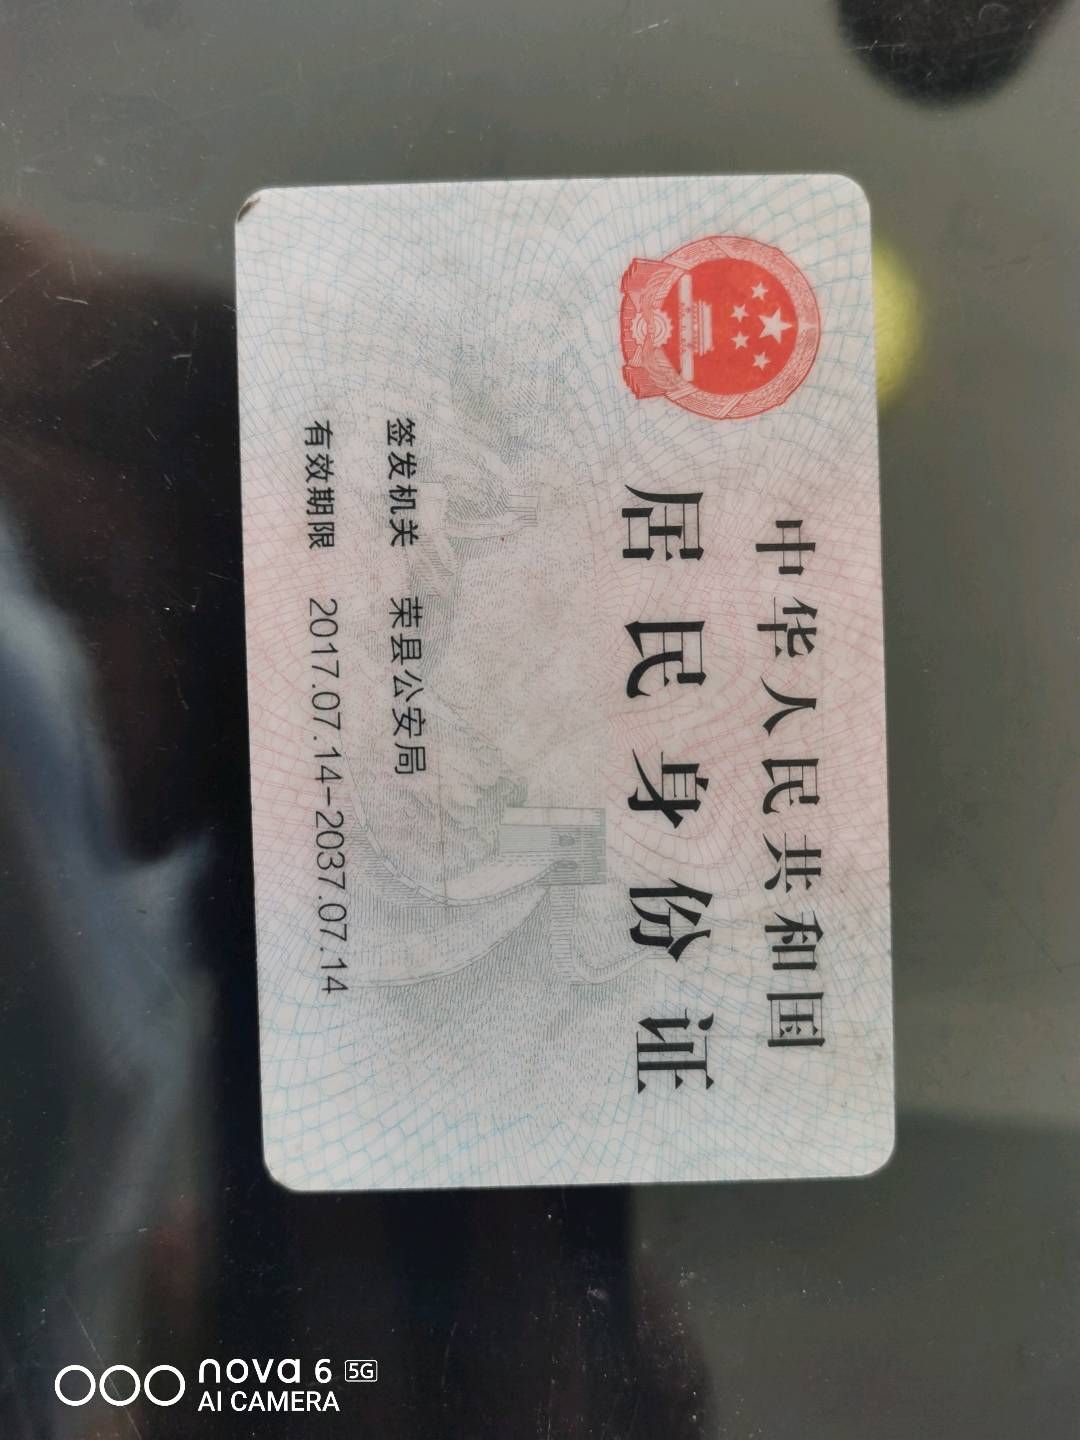 中华人民共和国
居民身份证
签发机关 荣县公安局
有效期限 2017.07.14-2037.07.14
nova 6 5G
AI CAMERA